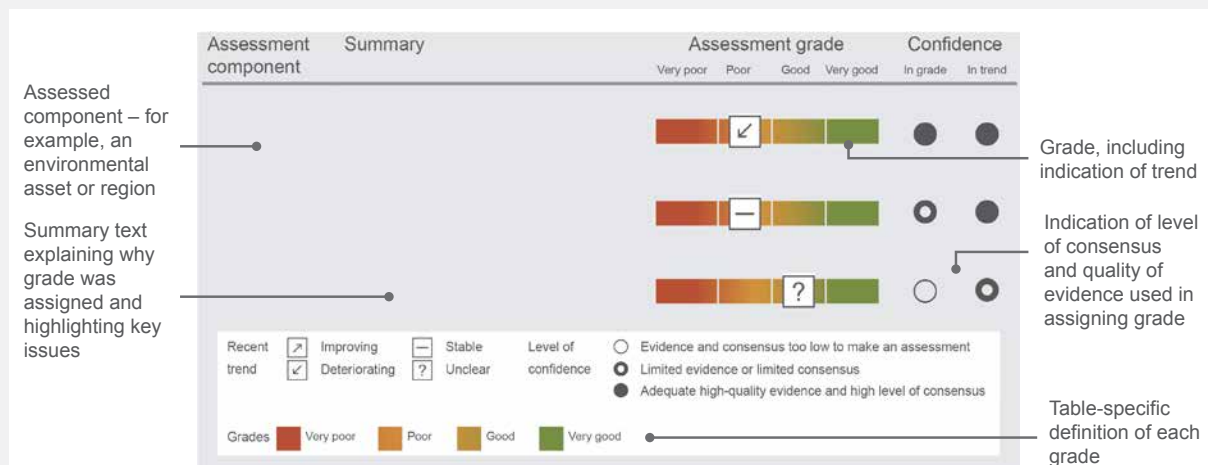 Assessment component
Summary
Assessment grade
Confidence
Very poor
Poor
Good
Very good
In grade
In trend
Assessed
component – for
example, an
environmental
asset or region
Summary text
explaining why
grade was
assigned and
highlighting key
issues
?
Grade, including
indication of trend
Indication of level
of consensus
and quality of
evidence used in
assigning grade
Recent
trend
Improving
Deteriorating
Stable
? Unclear
Level of
confidence
Evidence and consensus too low to make an assessment
Limited evidence or limited consensus
Adequate high-quality evidence and high level of consensus
Grades
Very poor
Poor
Good
Very good
Table-specific
definition of each
grade